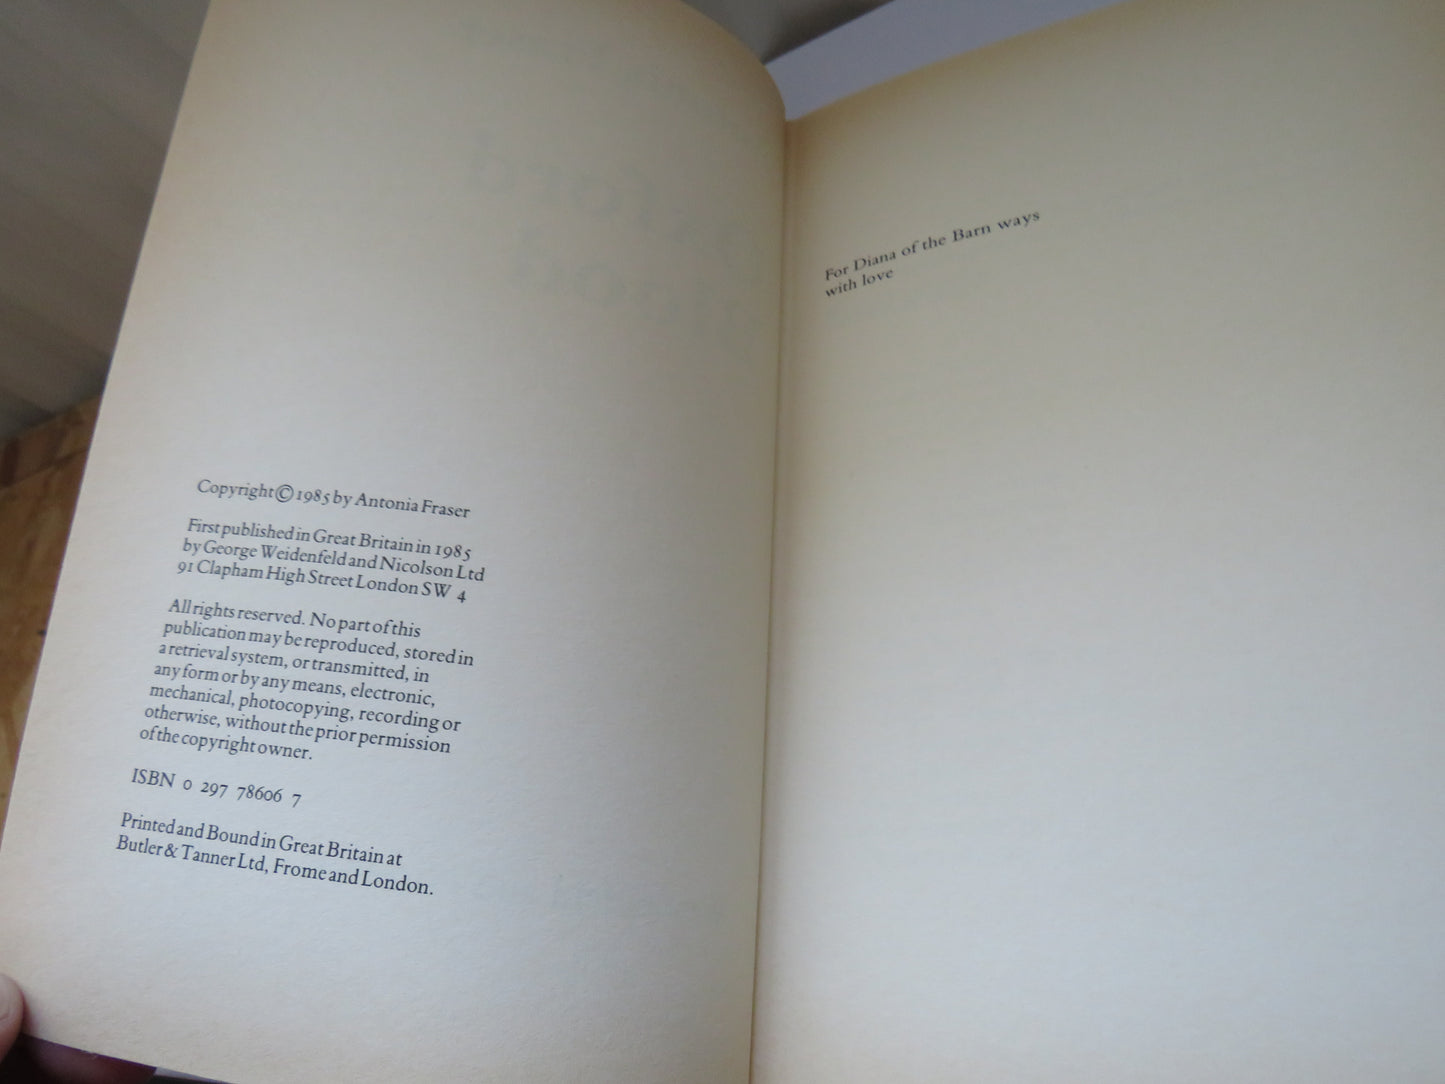 Copyright © 1985 by Antonia Fraser
First published in Great Britain in 1985
by George Weidenfeld and Nicolson Ltd
91 Clapham High Street London SW 4
All rights reserved. No part of this
publication may be reproduced, stored in
a retrieval system, or transmitted, in
any form or by any means, electronic,
mechanical, photocopying, recording or
otherwise, without the prior permission
of the copyright owner.
ISBN 0 297 78606 7
Printed and Bound in Great Britain at
Butler & Tanner Ltd, Frome and London.
For Diana of the Barn ways
with love